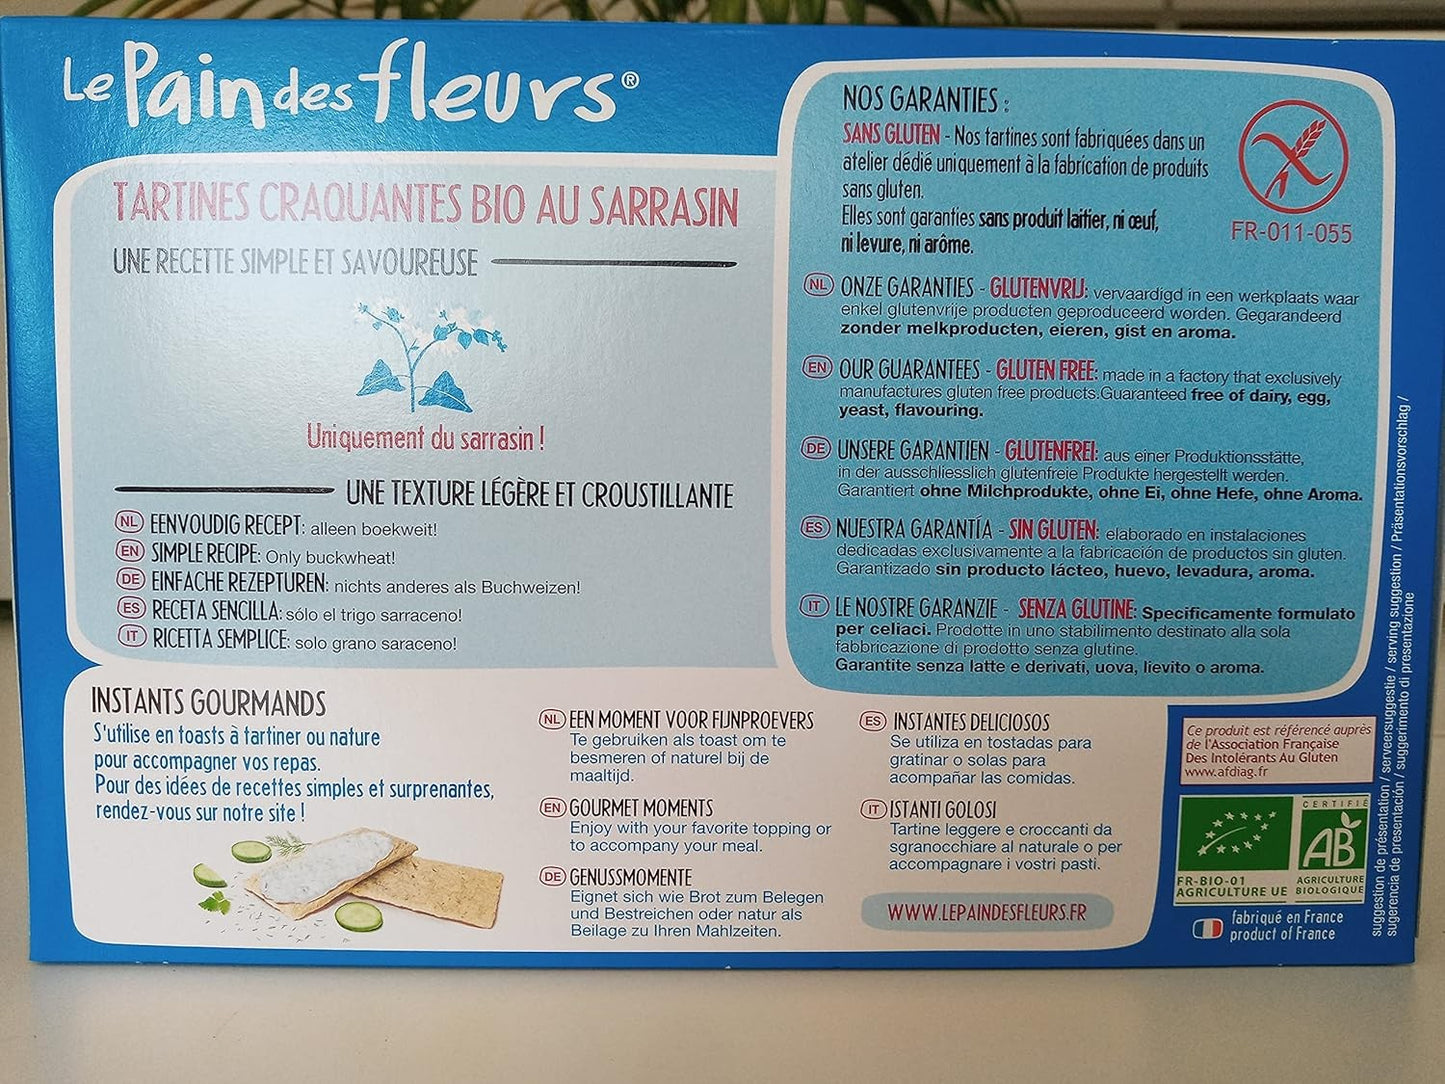 Le Pain des fleurs®
TARTINES CRAQUANTES BIO AU SARRASIN
UNE RECETTE SIMPLE ET SAVOUREUSE
Uniquement du sarrasin !
UNE TEXTURE LÉGÈRE ET CROUSTILLANTE
NL EENVOUDIG RECEPT: alleen boekweit!
EN SIMPLE RECIPE: Only buckwheat!
DE EINFACHE REZEPTUREN: nichts anderes als Buchweizen!
ES RECETA SENCILLA: sólo el trigo sarraceno!
IT RICETTA SEMPLICE: solo grano saraceno!
NOS GARANTIES :
SANS GLUTEN - Nos tartines sont fabriquées dans un
atelier dédié uniquement à la fabrication de produits
sans gluten.
Elles sont garanties sans produit laitier, ni œuf,
ni levure, ni arôme.
FR-011-055
NL ONZE GARANTIES - GLUTENVRIJ: vervaardigd in een werkplaats waar
enkel glutenvrije producten geproduceerd worden. Gegarandeerd
zonder melkproducten, eieren, gist en aroma.
EN OUR GUARANTEES - GLUTEN FREE: made in a factory that exclusively
manufactures gluten free products.Guaranteed free of dairy, egg,
yeast, flavouring.
DE UNSERE GARANTIEN - GLUTENFREI: aus einer Produktionsstätte,
in der ausschliesslich glutenfreie Produkte hergestellt werden.
Garantiert ohne Milchprodukte, ohne Ei, ohne Hefe, ohne Aroma.
ES NUESTRA GARANTÍA - SIN GLUTEN: elaborado en instalaciones
dedicadas exclusivamente a la fabricación de productos sin gluten.
Garantizado sin producto lácteo, huevo, levadura, aroma.
IT LE NOSTRE GARANZIE - SENZA GLUTINE: Specificamente formulato
per celiaci. Prodotte in uno stabilimento destinato alla sola
fabbricazione di prodotto senza glutine.
Garantite senza latte e derivati, uova, lievito o aroma.
INSTANTS GOURMANDS
S'utilise en toasts à tartiner ou nature
pour accompagner vos repas.
Pour des idées de recettes simples et surprenantes,
rendez-vous sur notre site !
NL EEN MOMENT VOOR FIJNPROEVERS
Te gebruiken als toast om te
besmeren of naturel bij de
maaltijd.
EN GOURMET MOMENTS
Enjoy with your favorite topping or
to accompany your meal.
DE GENUSSMOMENTE
Eignet sich wie Brot zum Belegen
und Bestreichen oder natur als
Beilage zu Ihren Mahlzeiten.
ES INSTANTES DELICIOSOS
Se utiliza en tostadas para
gratinar o solas para
acompañar las comidas.
IT ISTANTI GOLOSI
Tartine leggere e croccanti da
sgranocchiare al naturale o per
accompagnare i vostri pasti.
WWW.LEPAINDESFLEURS.FR
Ce produit est référencé auprès
de l'Association Française
Des Intolérants Au Gluten
www.afdiag.fr
FR-BIO-01
AGRICULTURE UE
CERTIFIÉ
AB
AGRICULTURE
BIOLOGIQUE
fabriqué en France
product of France
suggestion de présentation / serveersuggestie / serving suggestion / Präsentationsvorschlag /
sugerencia de presentación / suggerimento di presentazione